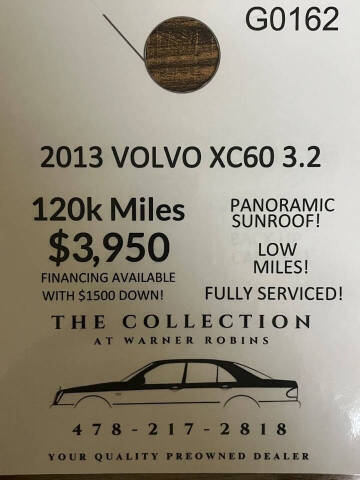 G0162
2013 VOLVO XC60 3.2
120k Miles
$3,950
FINANCING AVAILABLE
WITH $1500 DOWN!
PANORAMIC
SUNROOF!
LOW
MILES!
FULLY SERVICED!
THE COLLECTION
AT WARNER ROBINS
478-217-2818
YOUR QUALITY PREOWNED DEALER